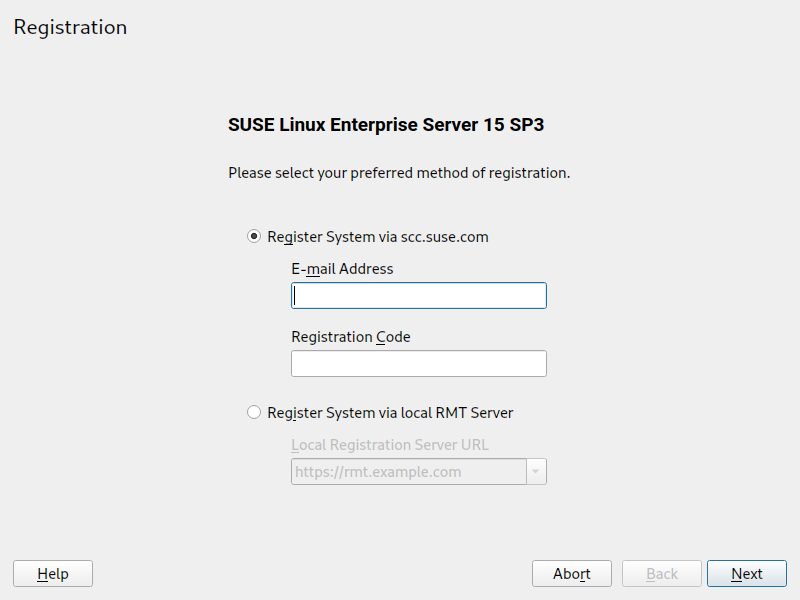 Registration
SUSE Linux Enterprise Server 15 SP3
Please select your preferred method of registration.
Register System via scc.suse.com
E-mail Address
Registration Code
Register System via local RMT Server
Local Registration Server URL
https://rmt.example.com
Help Abort Back Next